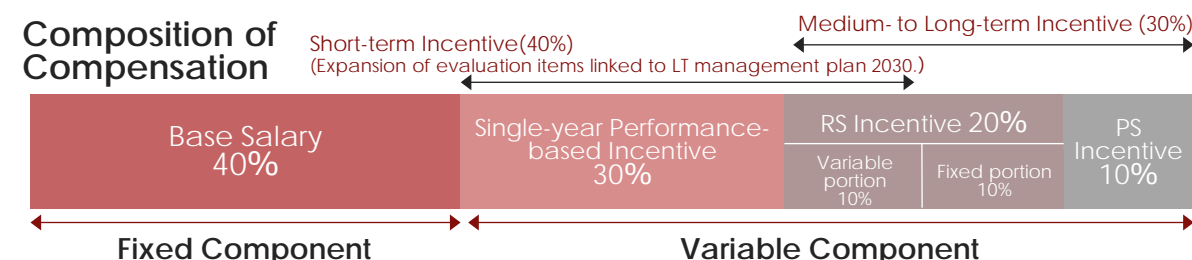 Composition of
Compensation
Short-term Incentive(40%)
(Expansion of evaluation items linked to LT management plan 2030.)
Medium- to Long-term Incentive (30%)
Base Salary
40%
Single-year Performance-
based Incentive
30%
RS Incentive 20%
Variable
portion
10%
Fixed portion
10%
PS
Incentive
10%
Fixed Component
Variable Component